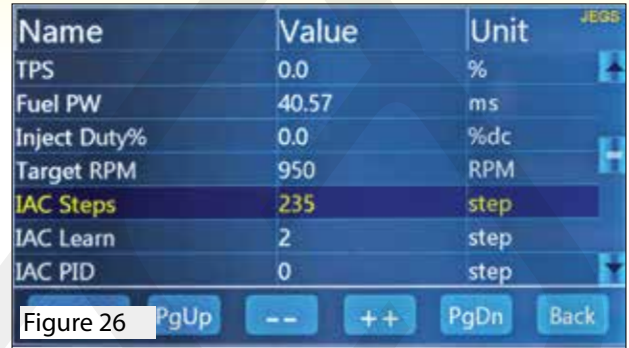 JEGS
Name Value Unit
TPS 0.0 %
Fuel PW 40.57 ms
Inject Duty% 0.0 %dc
Target RPM 950 RPM
IAC Steps 235 step
IAC Learn 2 step
IAC PID 0 step
PgUp -- ++ PgDn Back
Figure 26